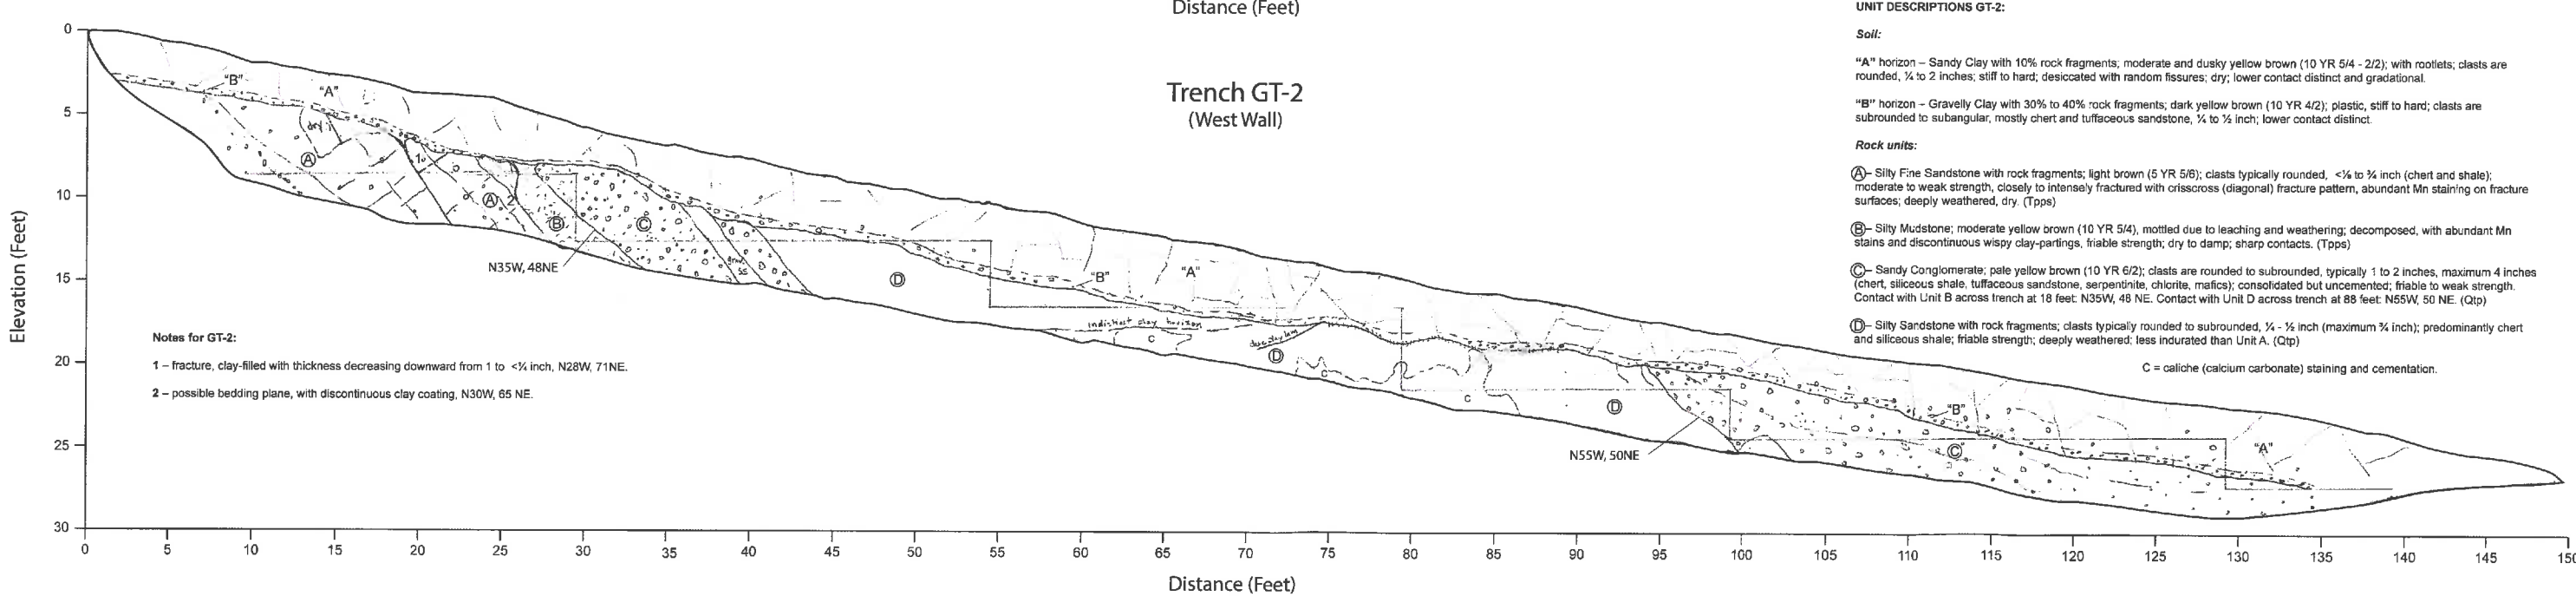 Distance (Feet)
Trench GT-2
(West Wall)
UNIT DESCRIPTIONS GT-2:
Soil:
"A" horizon – Sandy Clay with 10% rock fragments; moderate and dusky yellow brown (10 YR 5/4 - 2/2); with rootlets; clasts are
rounded, ¼ to 2 inches; stiff to hard; desiccated with random fissures; dry; lower contact distinct and gradational.
"B" horizon – Gravelly Clay with 30% to 40% rock fragments; dark yellow brown (10 YR 4/2); plastic, stiff to hard; clasts are
subrounded to subangular, mostly chert and tuffaceous sandstone, ¼ to ½ inch; lower contact distinct.
Rock units:
Ⓐ– Silty Fine Sandstone with rock fragments; light brown (5 YR 5/6); clasts typically rounded, <⅛ to ¾ inch (chert and shale);
moderate to weak strength, closely to intensely fractured with crisscross (diagonal) fracture pattern, abundant Mn staining on fracture
surfaces; deeply weathered, dry. (Tpps)
Ⓑ– Silty Mudstone; moderate yellow brown (10 YR 5/4), mottled due to leaching and weathering; decomposed, with abundant Mn
stains and discontinuous wispy clay-partings, friable strength; dry to damp; sharp contacts. (Tpps)
Ⓒ– Sandy Conglomerate; pale yellow brown (10 YR 6/2); clasts are rounded to subrounded, typically 1 to 2 inches, maximum 4 inches
(chert, siliceous shale, tuffaceous sandstone, serpentinite, chlorite, mafics); consolidated but uncemented; friable to weak strength.
Contact with Unit B across trench at 18 feet: N35W, 48 NE. Contact with Unit D across trench at 88 feet: N55W, 50 NE. (Qtp)
Ⓓ– Silty Sandstone with rock fragments; clasts typically rounded to subrounded, ¼ - ½ inch (maximum ¾ inch); predominantly chert
and siliceous shale; friable strength; deeply weathered; less indurated than Unit A. (Qtp)
C = caliche (calcium carbonate) staining and cementation.
Elevation (Feet)
0
5
10
15
20
25
30
"B"
"A"
dry
Ⓐ
1
Ⓐ
2
Ⓑ
Ⓒ
SS
N35W, 48NE
Ⓓ
"B"
"A"
indistinct clay horizon
C
Ⓓ
C
C
Ⓓ
N55W, 50NE
"B"
Ⓒ
"A"
Notes for GT-2:
1 – fracture, clay-filled with thickness decreasing downward from 1 to <¼ inch, N28W, 71NE.
2 – possible bedding plane, with discontinuous clay coating, N30W, 65 NE.
0 5 10 15 20 25 30 35 40 45 50 55 60 65 70 75 80 85 90 95 100 105 110 115 120 125 130 135 140 145 150
Distance (Feet)